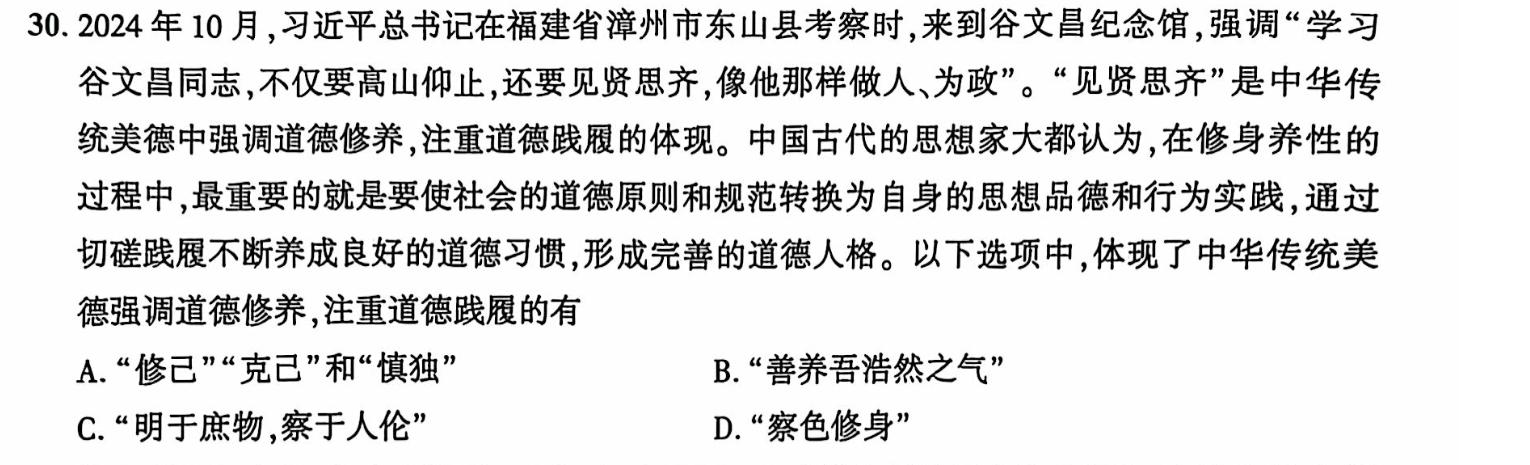 30. 2024 年 10 月,习近平总书记在福建省漳州市东山县考察时,来到谷文昌纪念馆,强调“学习
谷文昌同志,不仅要高山仰止,还要见贤思齐,像他那样做人、为政”。“见贤思齐”是中华传
统美德中强调道德修养,注重道德践履的体现。中国古代的思想家大都认为,在修身养性的
过程中,最重要的就是要使社会的道德原则和规范转换为自身的思想品德和行为实践,通过
切磋践履不断养成良好的道德习惯,形成完善的道德人格。以下选项中,体现了中华传统美
德强调道德修养,注重道德践履的有
A. “修己”“克己”和“慎独” B. “善养吾浩然之气”
C. “明于庶物,察于人伦” D. “察色修身”